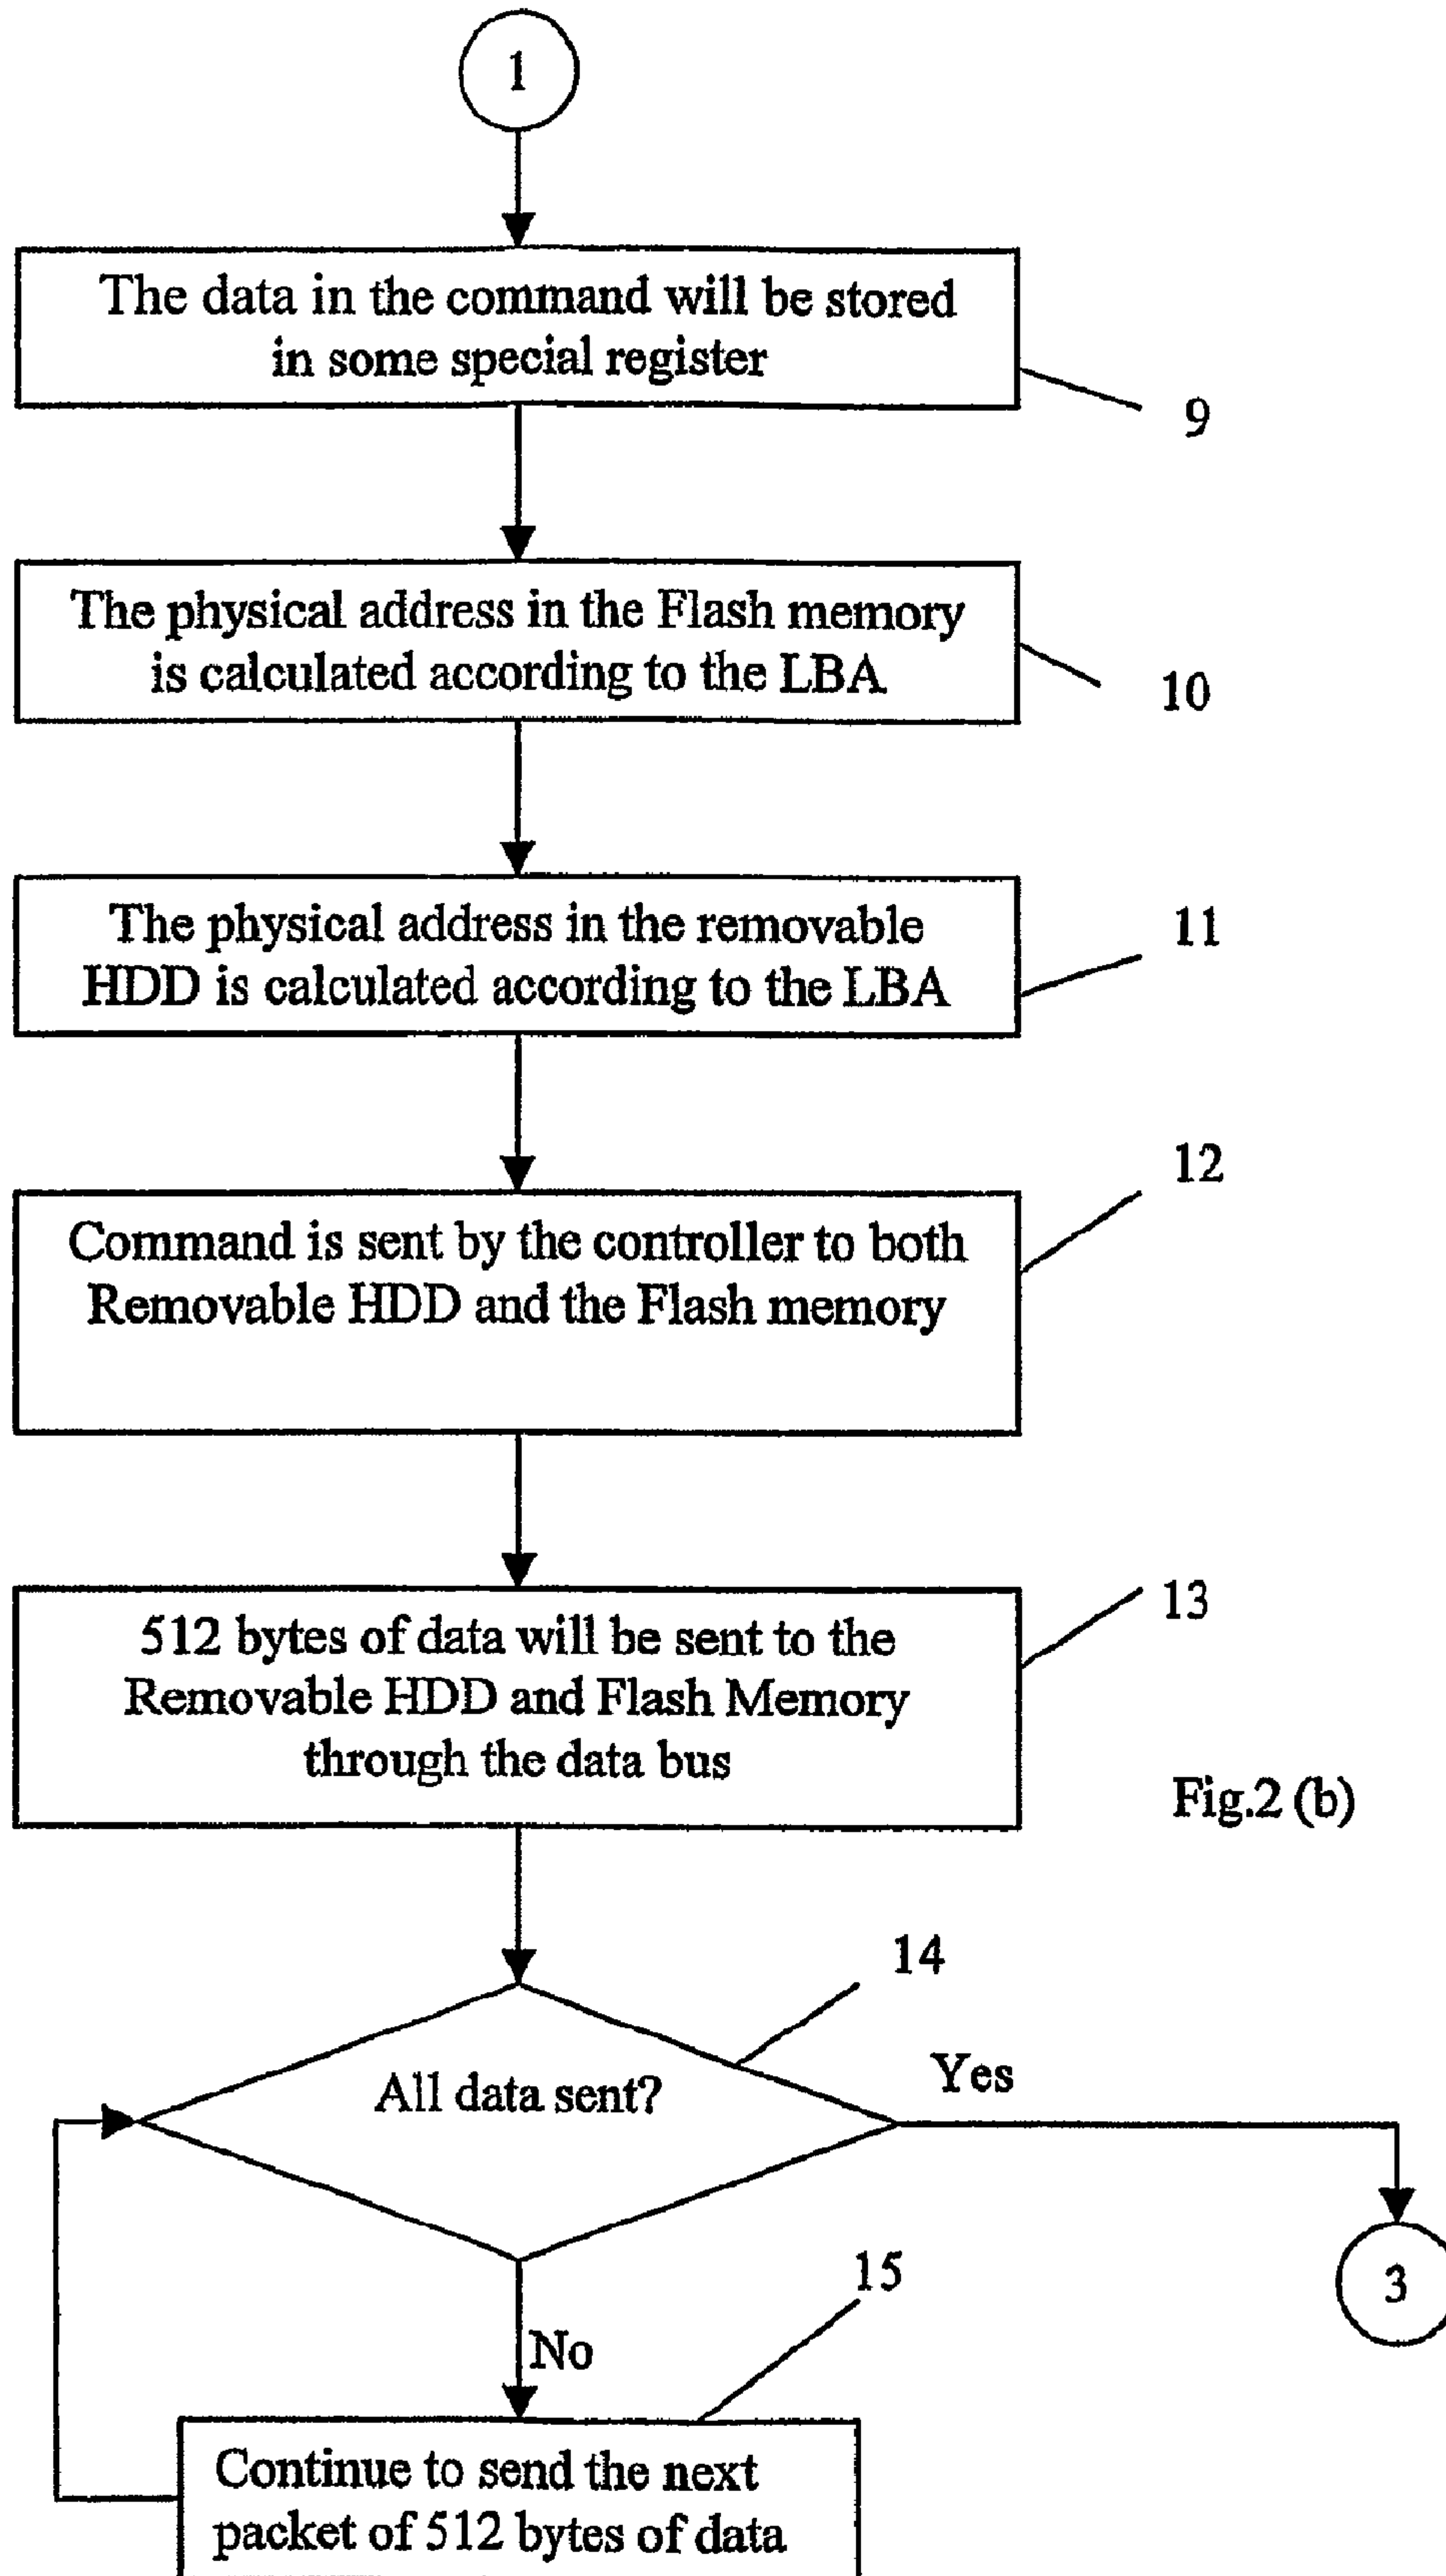 1
The data in the command will be stored
in some special register
9
The physical address in the Flash memory
is calculated according to the LBA
10
The physical address in the removable
HDD is calculated according to the LBA
11
12
Command is sent by the controller to both
Removable HDD and the Flash memory
13
512 bytes of data will be sent to the
Removable HDD and Flash Memory
through the data bus
Fig.2 (b)
14
All data sent?
Yes
3
15
No
Continue to send the next
packet of 512 bytes of data